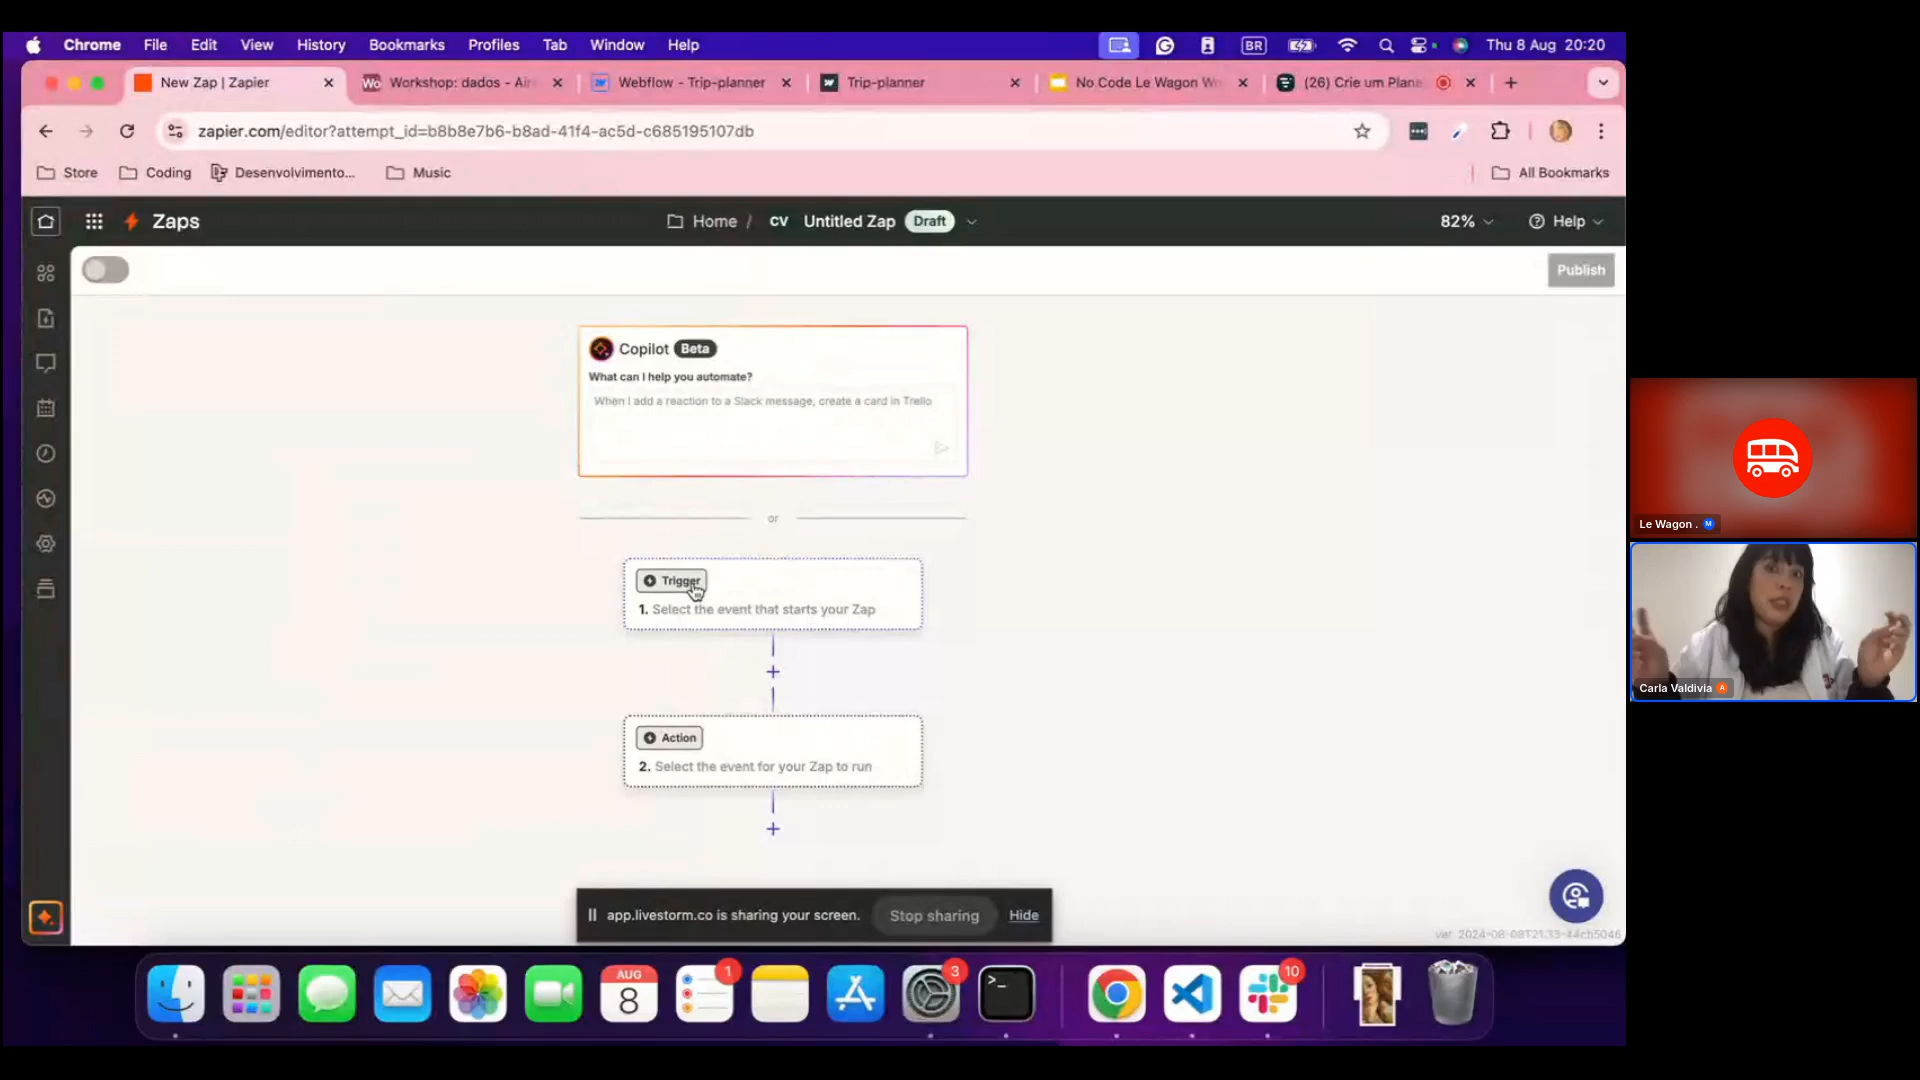 Chrome File Edit View History Bookmarks Profiles Tab Window Help BR Thu 8 Aug 20:20
New Zap | Zapier Workshop: dados - Air Webflow - Trip-planner Trip-planner No Code Le Wagon W (26) Crie um Plane
zapier.com/editor?attempt_id=b8b8e7b6-b8ad-41f4-ac5d-c685195107db
Store Coding Desenvolvimento... Music All Bookmarks
Zaps Home / CV Untitled Zap Draft 82% Help
Publish
Copilot Beta
What can I help you automate?
When I add a reaction to a Slack message, create a card in Trello
or
Trigger
1. Select the event that starts your Zap
Action
2. Select the event for your Zap to run
app.livestorm.co is sharing your screen. Stop sharing Hide
AUG
8
1
3
10
Le Wagon . M
Carla Valdivia A